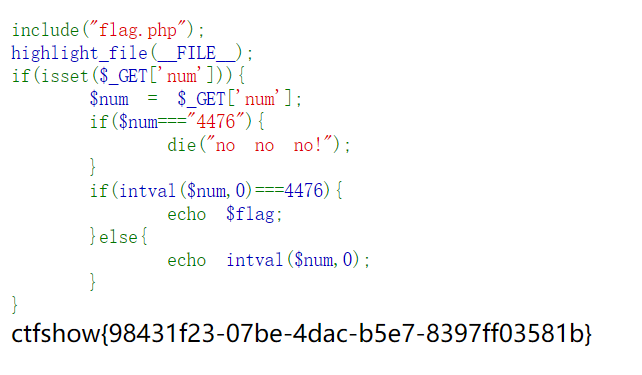 include("flag.php");
highlight_file(__FILE__);
if(isset($_GET['num'])){
$num = $_GET['num'];
if($num==="4476"){
die("no no no!");
}
if(intval($num,0)===4476){
echo $flag;
}else{
echo intval($num,0);
}
}
ctfshow{98431f23-07be-4dac-b5e7-8397ff03581b}